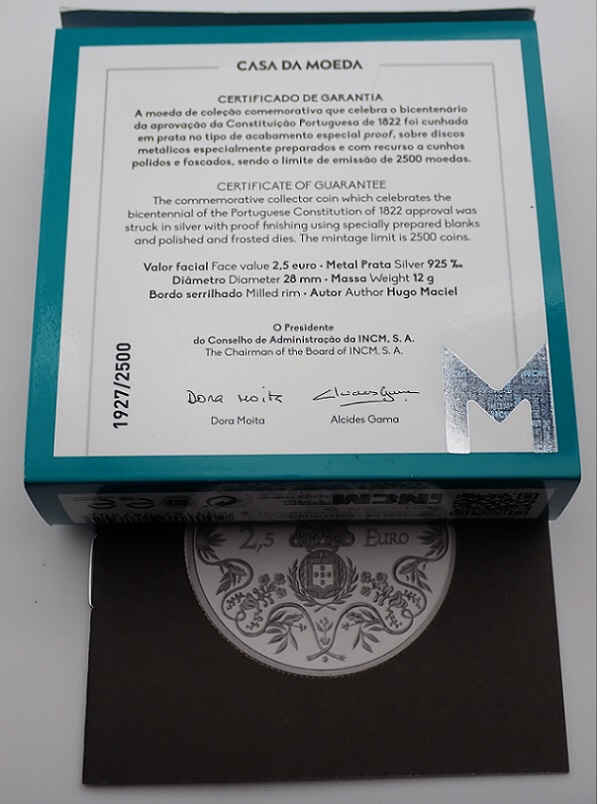 CASA DA MOEDA
CERTIFICADO DE GARANTIA
A moeda de coleção comemorativa que celebra o bicentenário
da aprovação da Constituição Portuguesa de 1822 foi cunhada
em prata no tipo de acabamento especial proof, sobre discos
metálicos especialmente preparados e com recurso a cunhos
polidos e foscados, sendo o limite de emissão de 2500 moedas.
CERTIFICATE OF GUARANTEE
The commemorative collector coin which celebrates the
bicentennial of the Portuguese Constitution of 1822 approval was
struck in silver with proof finishing using specially prepared blanks
and polished and frosted dies. The mintage limit is 2500 coins.
Valor facial Face value 2,5 euro • Metal Prata Silver 925 ‰
Diâmetro Diameter 28 mm • Massa Weight 12 g
Bordo serrilhado Milled rim • Autor Author Hugo Maciel
O Presidente
do Conselho de Administração da INCM, S. A.
The Chairman of the Board of INCM, S. A.
1927/2500
Dora Moita
Alcides Gama
Dora Moita
Alcides Gama
INCM
INCM
2,5 EURO